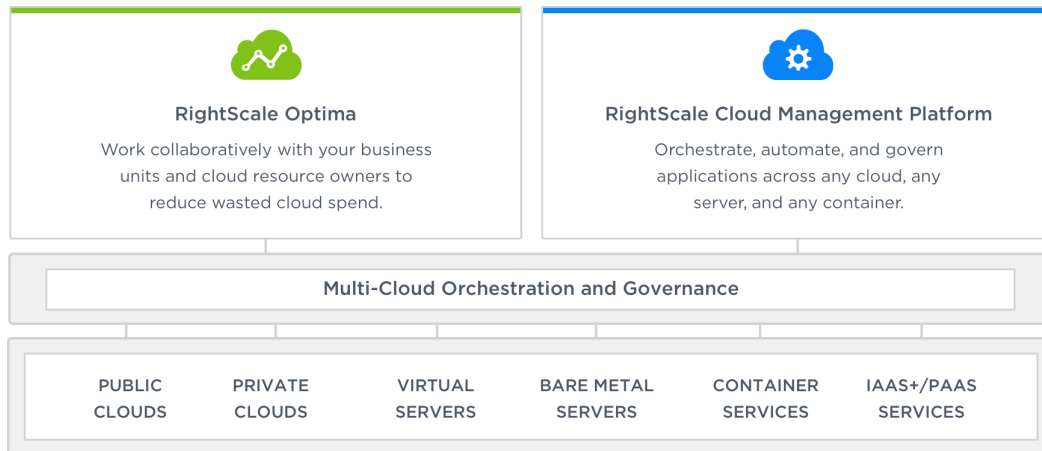 RightScale Optima
Work collaboratively with your business
units and cloud resource owners to
reduce wasted cloud spend.
RightScale Cloud Management Platform
Orchestrate, automate, and govern
applications across any cloud, any
server, and any container.
Multi-Cloud Orchestration and Governance
PUBLIC
CLOUDS
PRIVATE
CLOUDS
VIRTUAL
SERVERS
BARE METAL
SERVERS
CONTAINER
SERVICES
IAAS+/PAAS
SERVICES